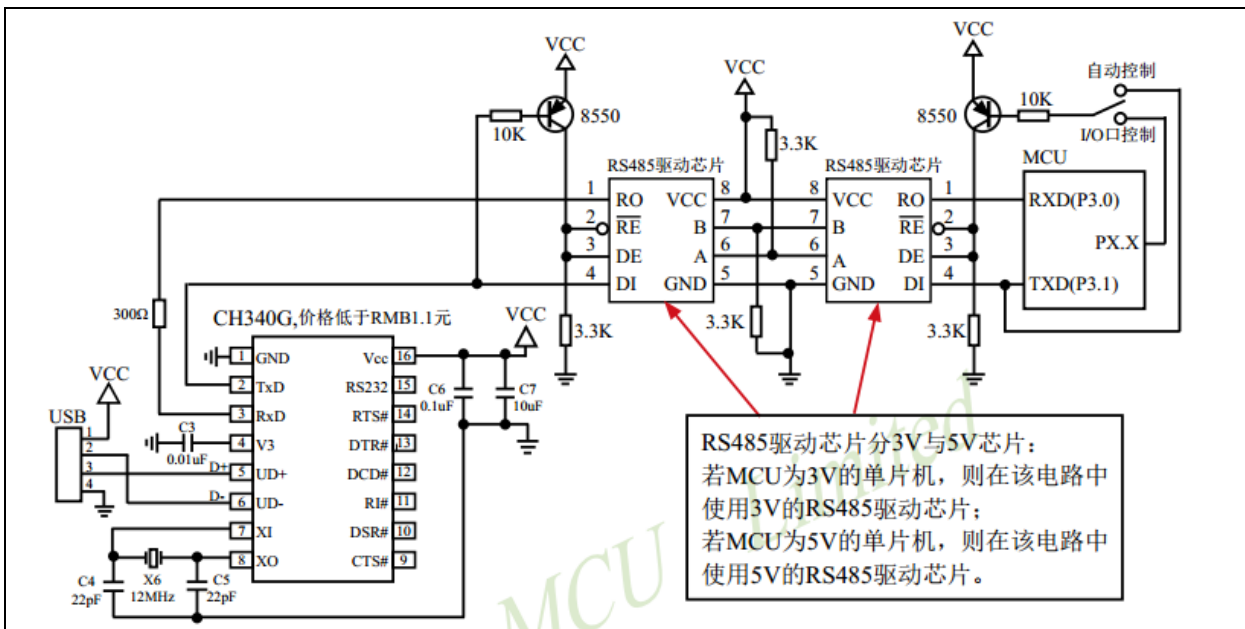 VCC
VCC
VCC
自动控制
8550
10K
8550
10K
I/O口控制
3.3K
MCU
RS485驱动芯片
RS485驱动芯片
1 RO VCC 8
8 VCC RO 1
RXD(P3.0)
2 RE B 7
7 B RE 2
PX.X
3 DE A 6
6 A DE 3
4 DI GND 5
5 GND DI 4
TXD(P3.1)
300Ω
CH340G,价格低于RMB1.1元
VCC
3.3K
3.3K
3.3K
1 GND Vcc 16
2 TxD RS232 15
C6
0.1uF
C7
10uF
VCC
3 RxD RTS# 14
USB
1
2
3
4
C3
0.01uF
4 V3 DTR# 13
D+
5 UD+ DCD# 12
D-
6 UD- RI# 11
7 XI DSR# 10
8 XO CTS# 9
C4
22pF
X6
12MHz
C5
22pF
RS485驱动芯片分3V与5V芯片：
若MCU为3V的单片机，则在该电路中
使用3V的RS485驱动芯片；
若MCU为5V的单片机，则在该电路中
使用5V的RS485驱动芯片。
MCU Limited